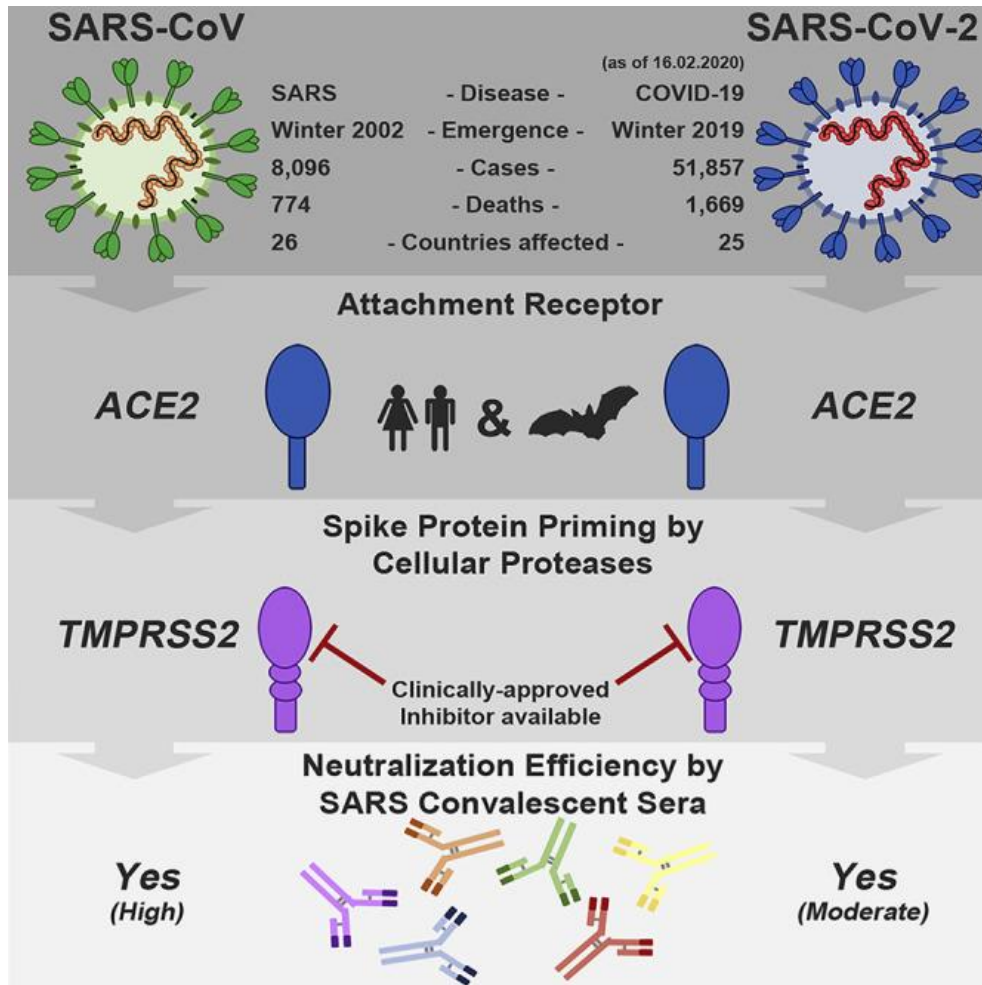 SARS-CoV
SARS-CoV-2
(as of 16.02.2020)
SARS - Disease - COVID-19
Winter 2002 - Emergence - Winter 2019
8,096 - Cases - 51,857
774 - Deaths - 1,669
26 - Countries affected - 25
Attachment Receptor
ACE2 & ACE2
Spike Protein Priming by
Cellular Proteases
TMPRSS2 TMPRSS2
Clinically-approved
Inhibitor available
Neutralization Efficiency by
SARS Convalescent Sera
Yes Yes
(High) (Moderate)